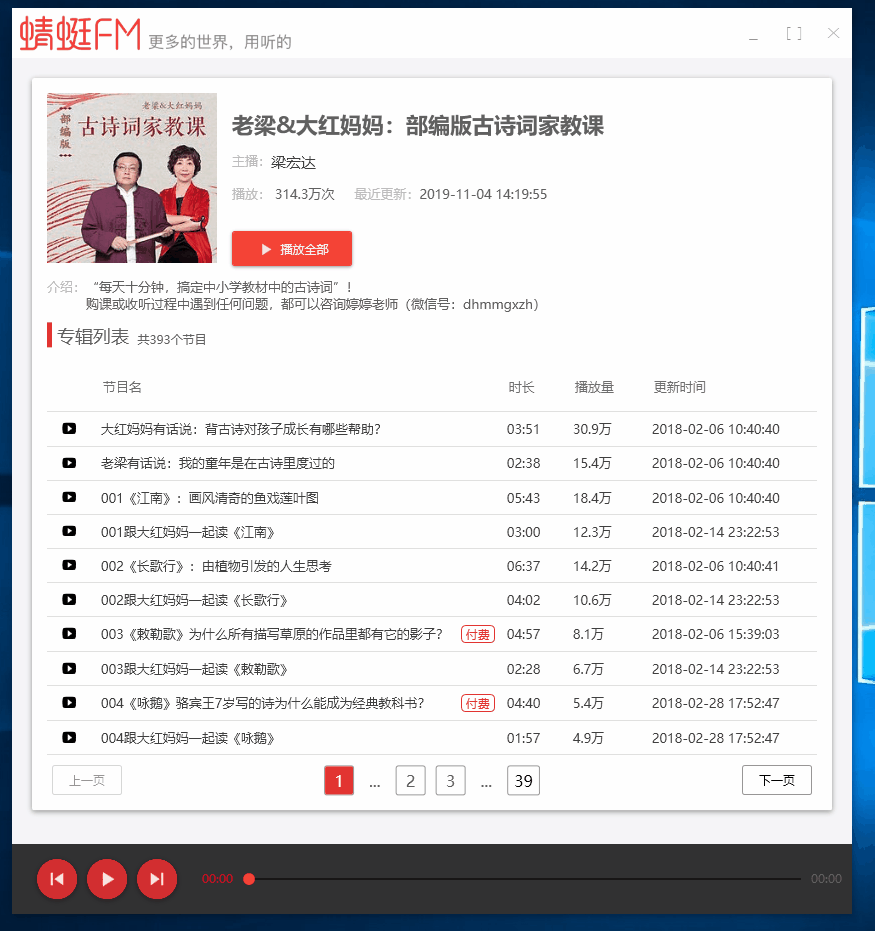 蜻蜓FM 更多的世界，用听的
老梁&大红妈妈
部编版
古诗词家教课
老梁&大红妈妈：部编版古诗词家教课
主播：梁宏达
播放： 314.3万次 最近更新：2019-11-04 14:19:55
播放全部
介绍：“每天十分钟，搞定中小学教材中的古诗词”！
购课或收听过程中遇到任何问题，都可以咨询婷婷老师（微信号：dhmmgxzh）
专辑列表 共393个节目
节目名 时长 播放量 更新时间
大红妈妈有话说：背古诗对孩子成长有哪些帮助？ 03:51 30.9万 2018-02-06 10:40:40
老梁有话说：我的童年是在古诗里度过的 02:38 15.4万 2018-02-06 10:40:40
001《江南》：画风清奇的鱼戏莲叶图 05:43 18.4万 2018-02-06 10:40:40
001跟大红妈妈一起读《江南》 03:00 12.3万 2018-02-14 23:22:53
002《长歌行》：由植物引发的人生思考 06:37 14.2万 2018-02-06 10:40:41
002跟大红妈妈一起读《长歌行》 04:02 10.6万 2018-02-14 23:22:53
003《敕勒歌》为什么所有描写草原的作品里都有它的影子？ 付费 04:57 8.1万 2018-02-06 15:39:03
003跟大红妈妈一起读《敕勒歌》 02:28 6.7万 2018-02-14 23:22:53
004《咏鹅》骆宾王7岁写的诗为什么能成为经典教科书？ 付费 04:40 5.4万 2018-02-28 17:52:47
004跟大红妈妈一起读《咏鹅》 01:57 4.9万 2018-02-28 17:52:47
上一页 1 ... 2 3 ... 39 下一页
00:00 00:00